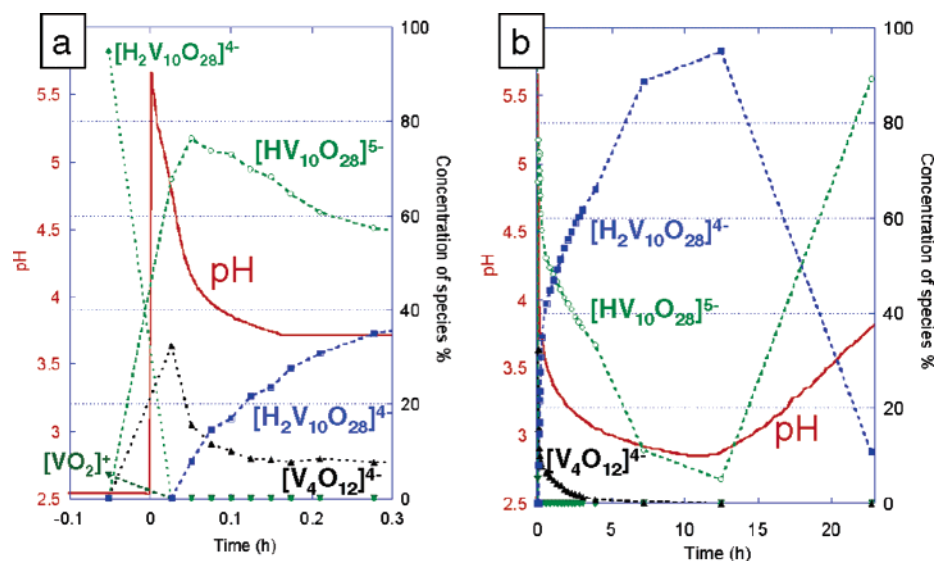 a
[H₂V₁₀O₂₈]⁴⁻
[HV₁₀O₂₈]⁵⁻
pH
[H₂V₁₀O₂₈]⁴⁻
[VO₂]⁺
[V₄O₁₂]⁴⁻
pH
5.5
5
4.5
4
3.5
3
2.5
-0.1
0
0.1
0.2
0.3
Time (h)
100
80
60
40
20
0
Concentration of species %
b
[H₂V₁₀O₂₈]⁴⁻
[HV₁₀O₂₈]⁵⁻
[V₄O₁₂]⁴⁻
pH
pH
5.5
5
4.5
4
3.5
3
2.5
0
5
10
15
20
Time (h)
100
80
60
40
20
0
Concentration of species %